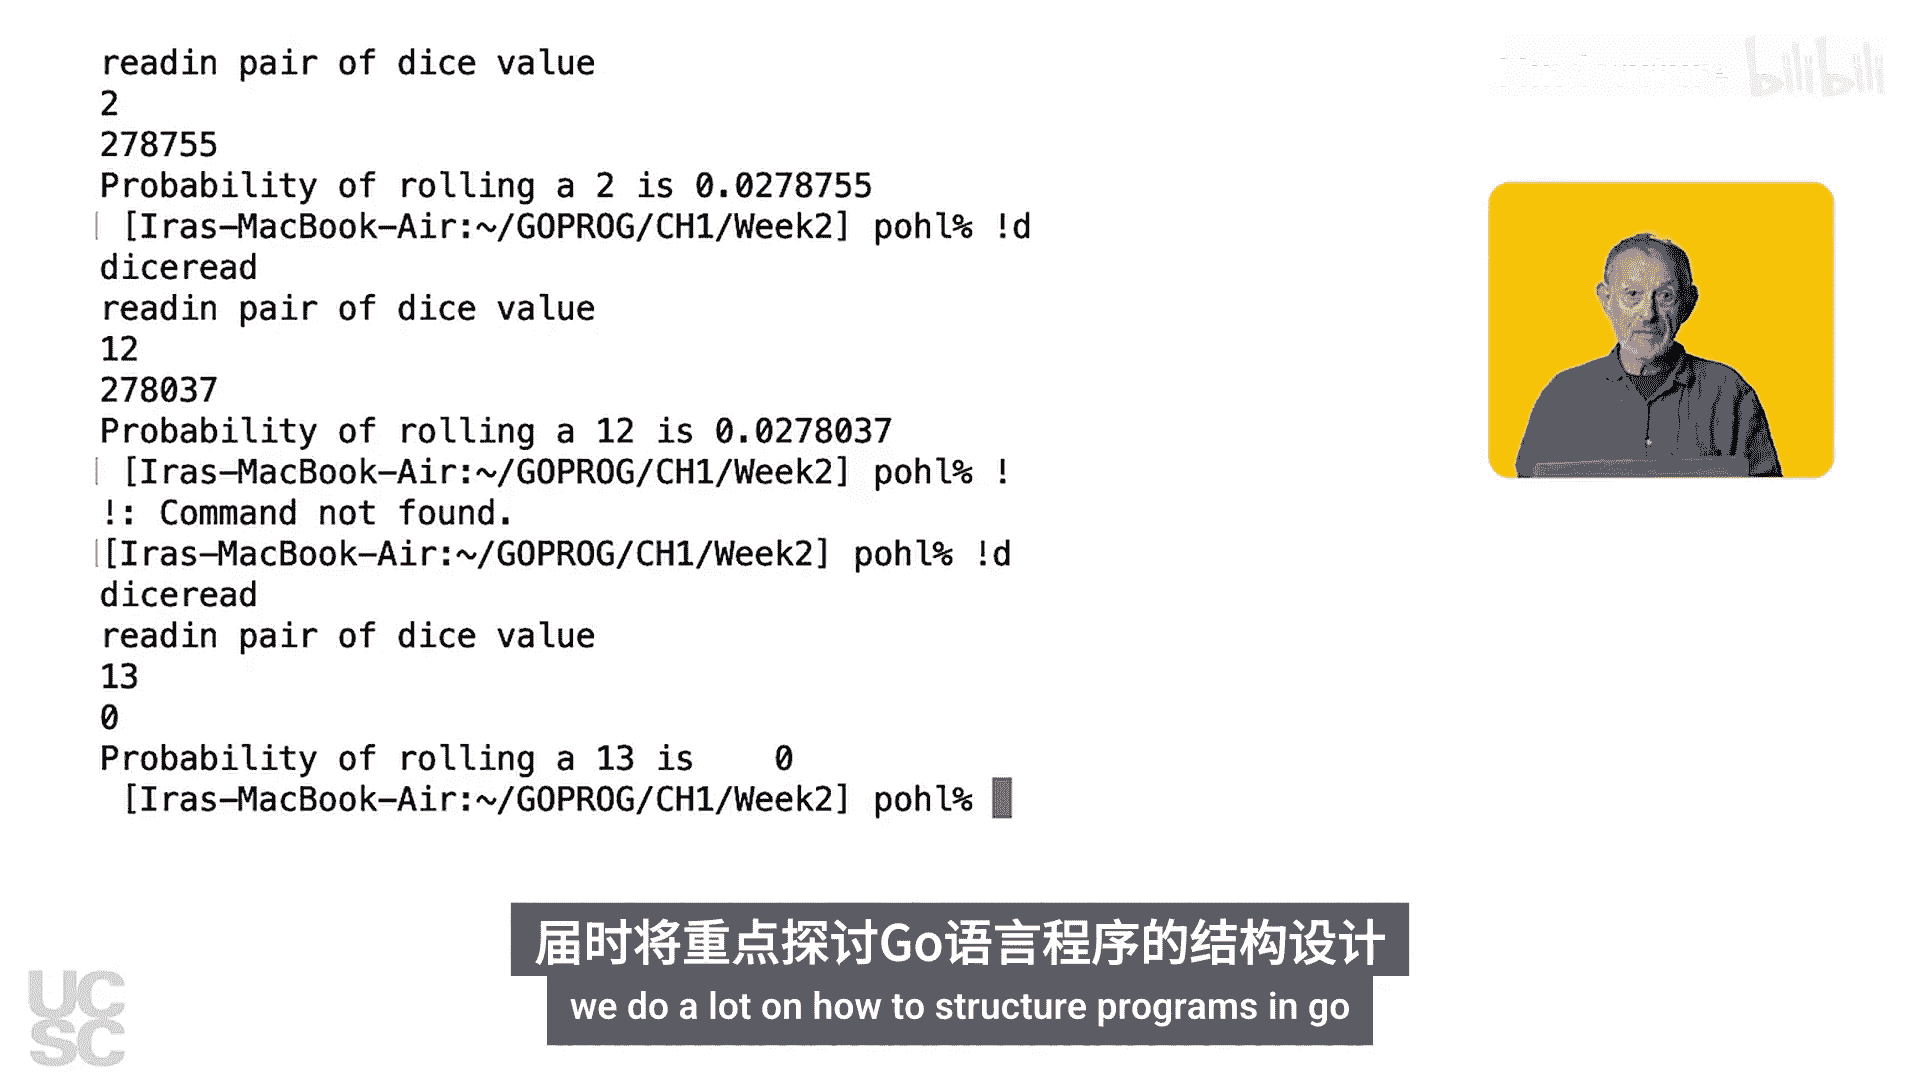 readin pair of dice value
2
278755
Probability of rolling a 2 is 0.0278755
[Iras-MacBook-Air:~/GOPROG/CH1/Week2] pohl% !d
diceread
readin pair of dice value
12
278037
Probability of rolling a 12 is 0.0278037
[Iras-MacBook-Air:~/GOPROG/CH1/Week2] pohl% !
!: Command not found.
[Iras-MacBook-Air:~/GOPROG/CH1/Week2] pohl% !d
diceread
readin pair of dice value
13
0
Probability of rolling a 13 is    0
[Iras-MacBook-Air:~/GOPROG/CH1/Week2] pohl%
bilibili
届时将重点探讨Go语言程序的结构设计
we do a lot on how to structure programs in go
UC
SC